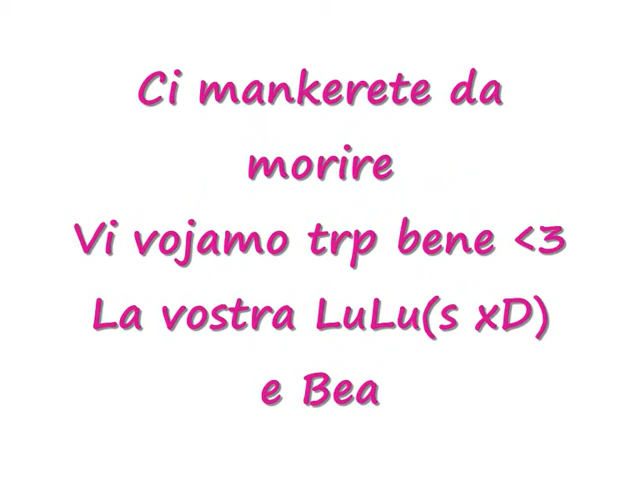 Ci mankerete da
morire
Vi vojamo trp bene <3
La vostra LuLu(s xD)
e Bea